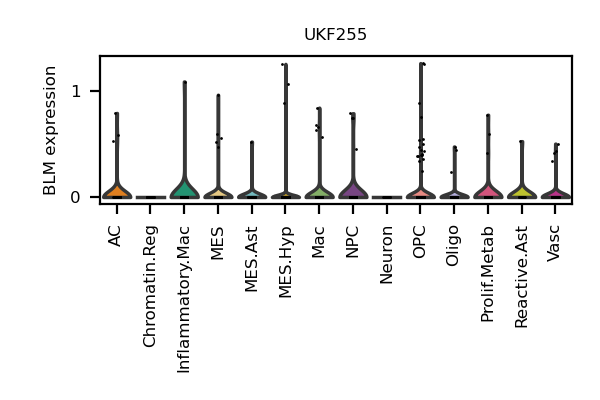 UKF255
BLM expression
1
0
AC
Chromatin.Reg
Inflammatory.Mac
MES
MES.Ast
MES.Hyp
Mac
NPC
Neuron
OPC
Oligo
Prolif.Metab
Reactive.Ast
Vasc